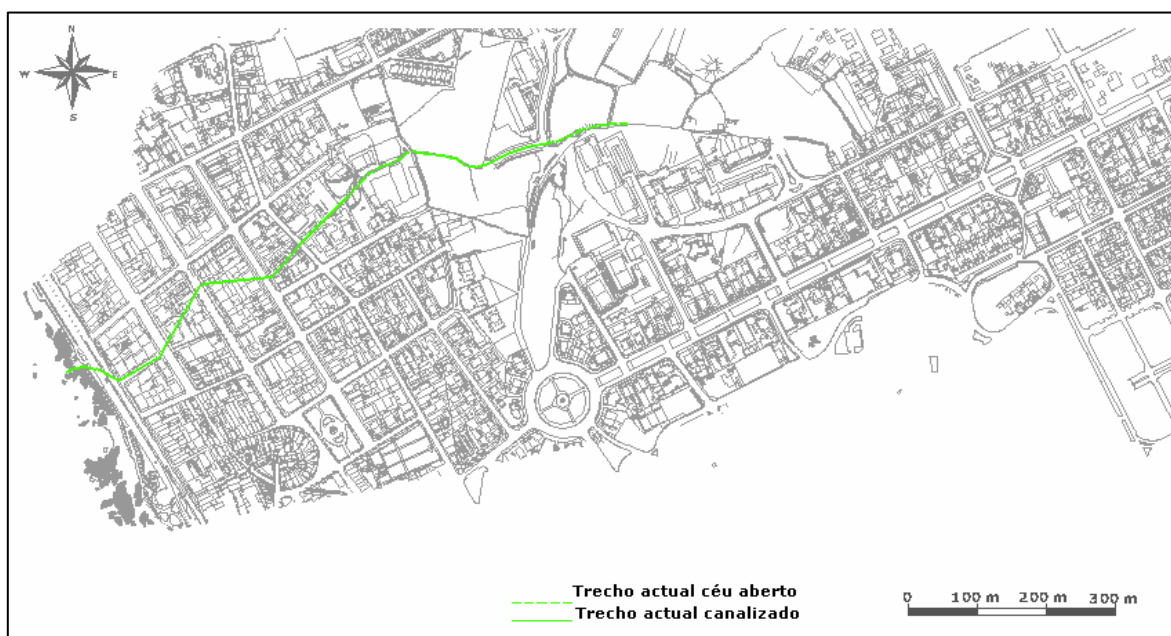 N
W E
S
Trecho actual céu aberto
Trecho actual canalizado
0 100 m 200 m 300 m